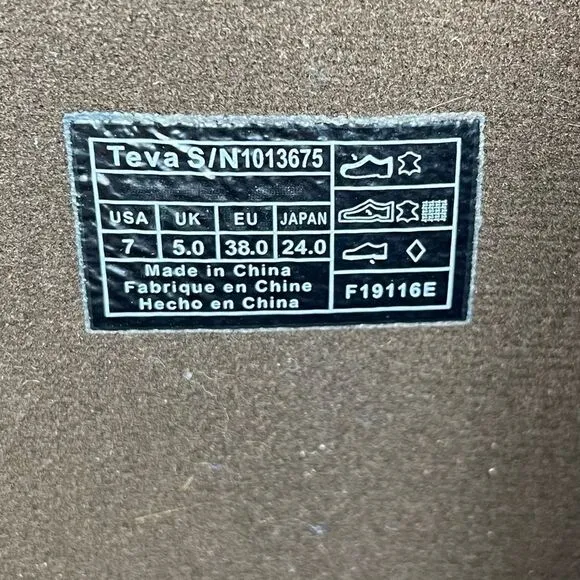 Teva S/N1013675
USA UK EU JAPAN
7 5.0 38.0 24.0
Made in China
Fabrique en Chine
Hecho en China
F19116E